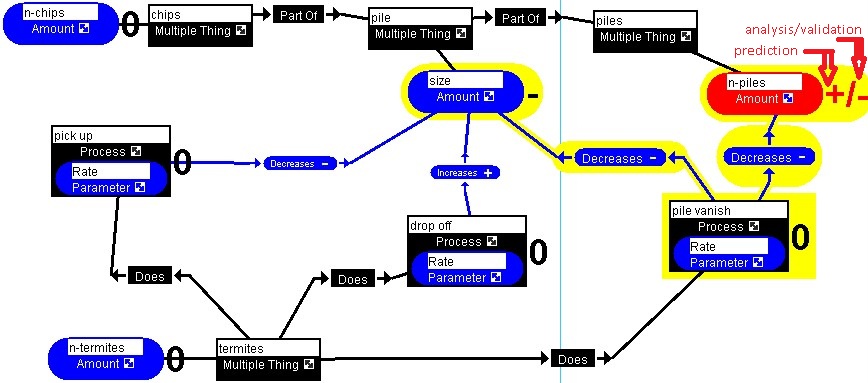 n-chips
Amount
0
chips
Multiple Thing
Part Of
pile
Multiple Thing
Part Of
piles
Multiple Thing
analysis/validation
prediction
size
Amount
-
n-piles
Amount
+/-
pick up
Process
Rate
Parameter
0
Decreases -
Increases +
Decreases -
Decreases -
drop off
Process
Rate
Parameter
0
pile vanish
Process
Rate
Parameter
0
Does
Does
n-termites
Amount
0
termites
Multiple Thing
Does